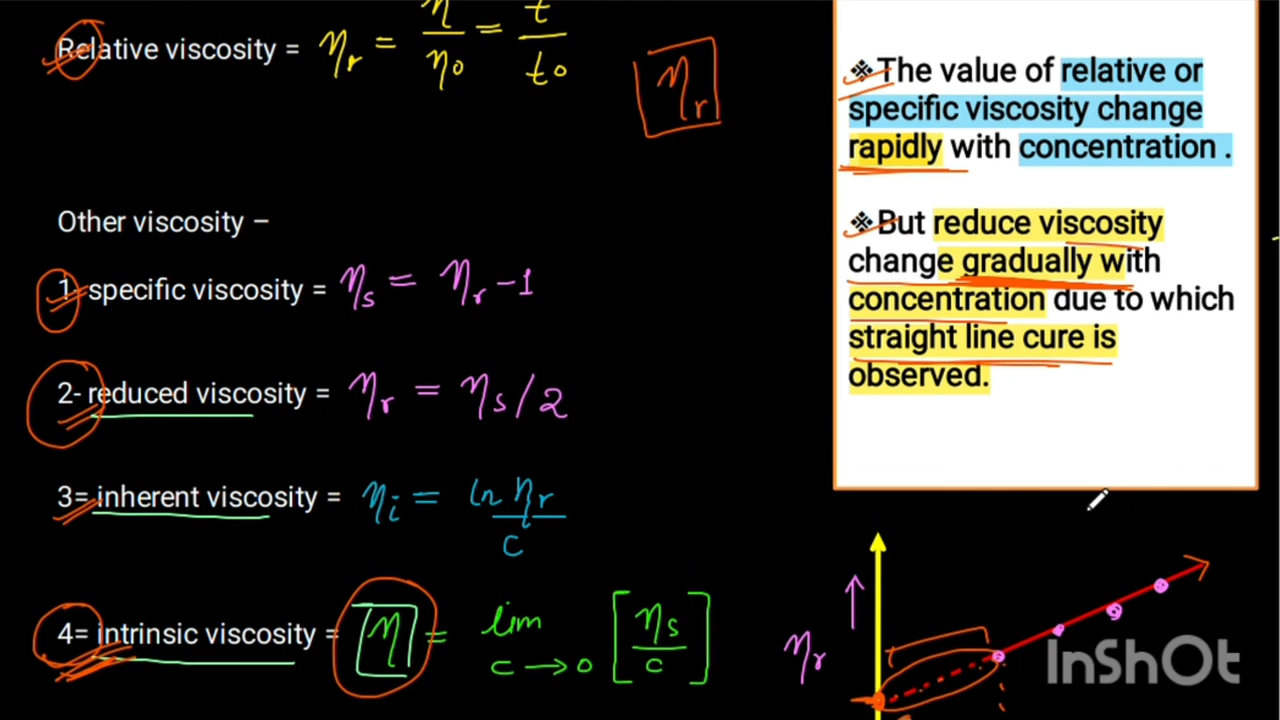 Relative viscosity = ηr = η/η0 = t/t0
ηr
Other viscosity –
1- specific viscosity = ηs = ηr -1
2- reduced viscosity = ηr = ηs/2
3= inherent viscosity = ηi = ln ηr/c
4= intrinsic viscosity = [η] = lim c→0 [ηs/c]
❖The value of relative or
specific viscosity change
rapidly with concentration .
❖But reduce viscosity
change gradually with
concentration due to which
straight line cure is
observed.
ηr
InShOt